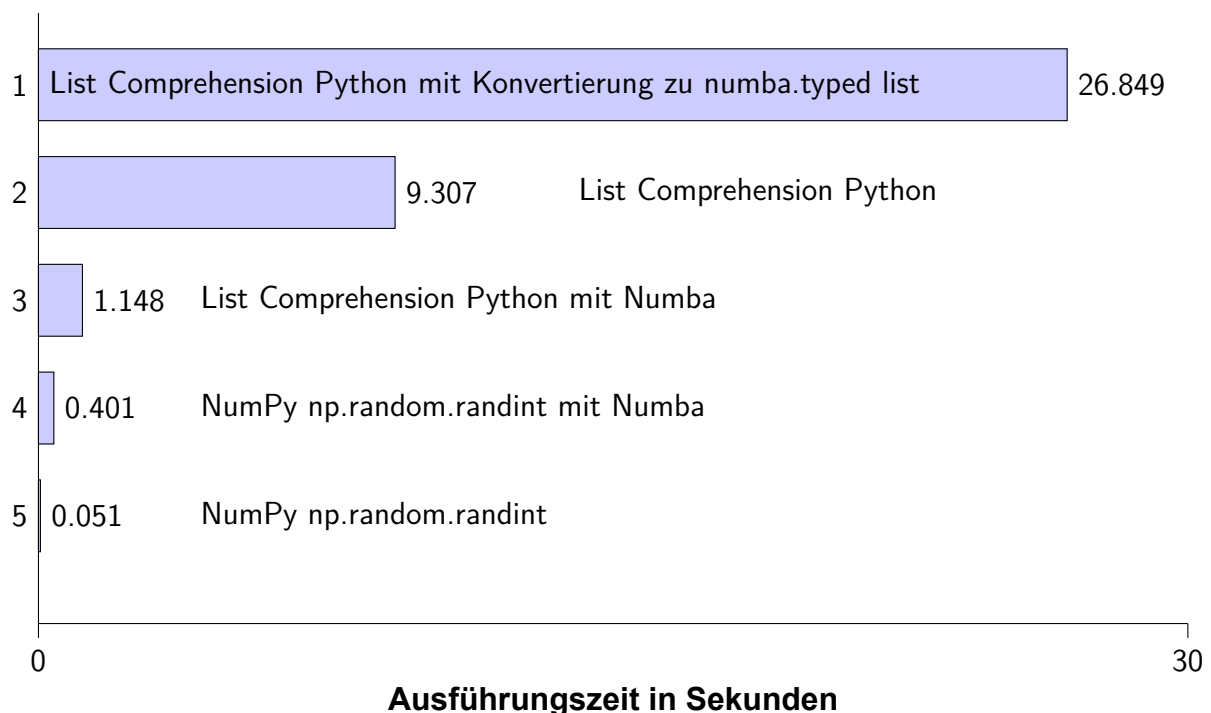 1 List Comprehension Python mit Konvertierung zu numba.typed list 26.849
2 9.307 List Comprehension Python
3 1.148 List Comprehension Python mit Numba
4 0.401 NumPy np.random.randint mit Numba
5 0.051 NumPy np.random.randint
0 30
Ausführungszeit in Sekunden